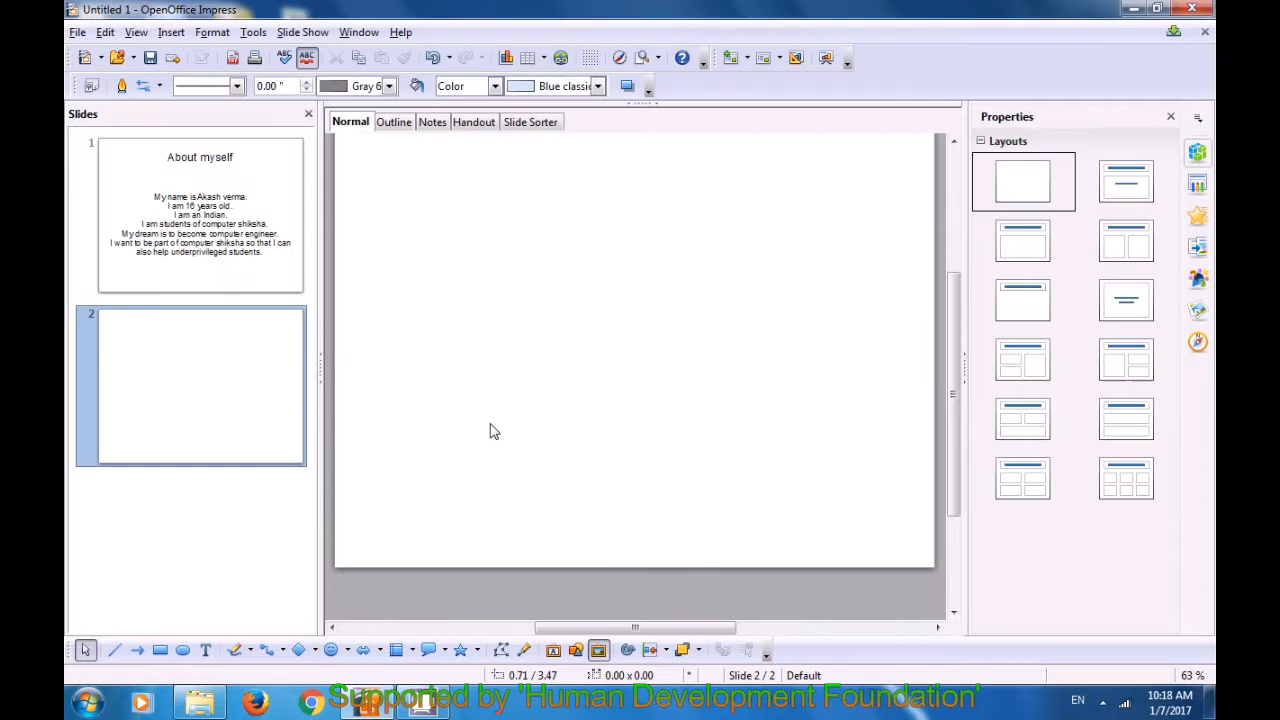 Untitled 1 - OpenOffice Impress
File Edit View Insert Format Tools Slide Show Window Help
0.00 " Gray 6 Color Blue classic
Slides
Normal Outline Notes Handout Slide Sorter
Properties
Layouts
1
About myself
My name is Akash verma.
I am 16 years old.
I am an Indian.
I am students of computer shiksha.
My dream is to become computer engineer.
I want to be part of computer shiksha so that I can
also help underprivileged students.
2
0.71 / 3.47 0.00 x 0.00 * Slide 2 / 2 Default 63 %
Supported by 'Human Development Foundation'
EN
10:18 AM
1/7/2017